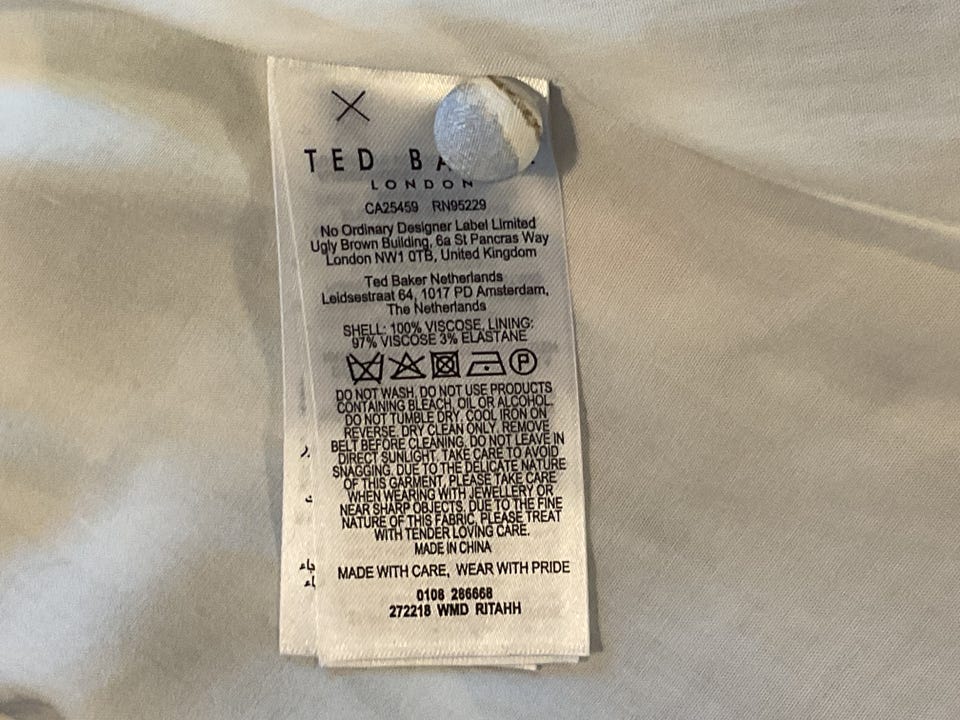 TED BA
LONDON
CA25459 RN95229
No Ordinary Designer Label Limited
Ugly Brown Building, 6a St Pancras Way
London NW1 0TB, United Kingdom
Ted Baker Netherlands
Leidsestraat 64, 1017 PD Amsterdam,
The Netherlands
SHELL: 100% VISCOSE. LINING:
97% VISCOSE 3% ELASTANE
P
DO NOT WASH. DO NOT USE PRODUCTS
CONTAINING BLEACH, OIL OR ALCOHOL.
DO NOT TUMBLE DRY. COOL IRON ON
REVERSE. DRY CLEAN ONLY. REMOVE
BELT BEFORE CLEANING. DO NOT LEAVE IN
DIRECT SUNLIGHT. TAKE CARE TO AVOID
SNAGGING. DUE TO THE DELICATE NATURE
OF THIS GARMENT, PLEASE TAKE CARE
WHEN WEARING WITH JEWELLERY OR
NEAR SHARP OBJECTS. DUE TO THE FINE
NATURE OF THIS FABRIC, PLEASE TREAT
WITH TENDER LOVING CARE.
MADE IN CHINA
MADE WITH CARE, WEAR WITH PRIDE
0108 286668
272218 WMD RITAHH